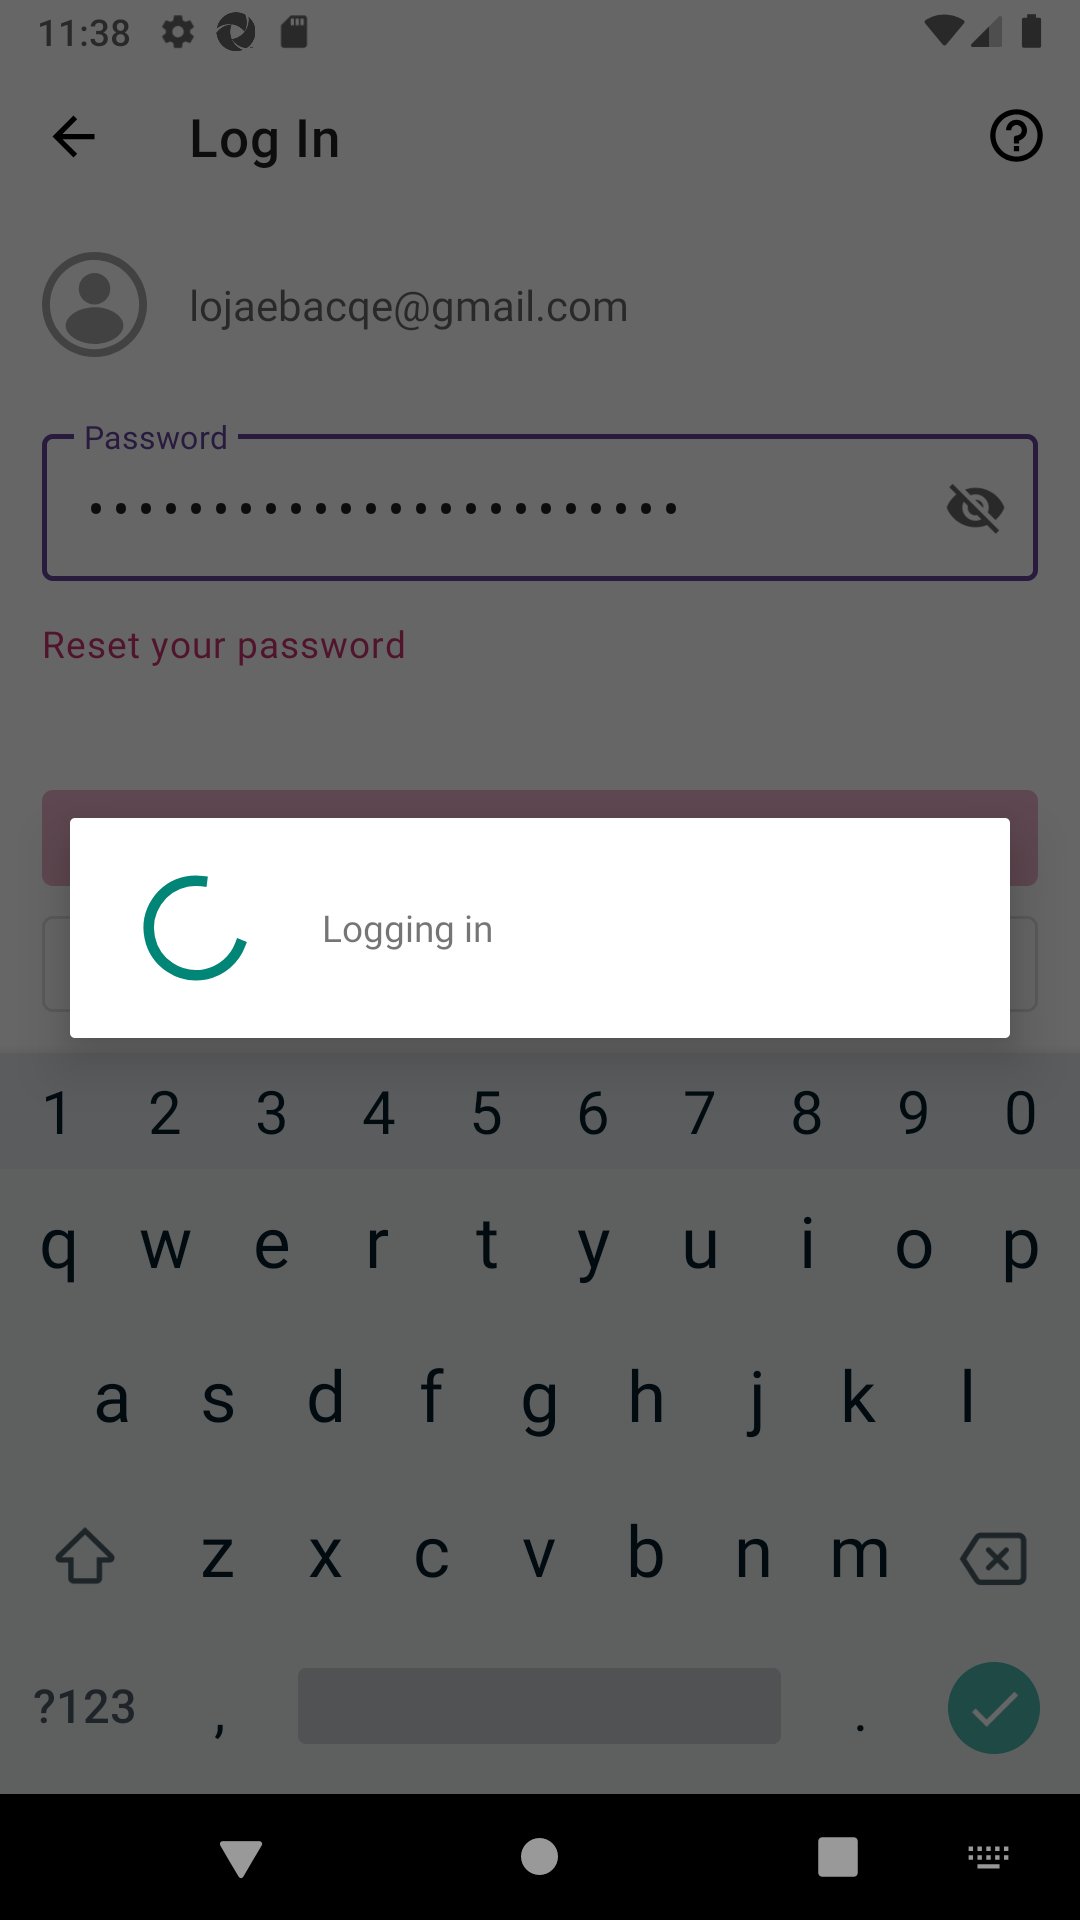 11:38
Log In
lojaebacqe@gmail.com
Password
••••••••••••••••••••••••
Reset your password
Logging in
1 2 3 4 5 6 7 8 9 0
q w e r t y u i o p
a s d f g h j k l
z x c v b n m
?123 , .